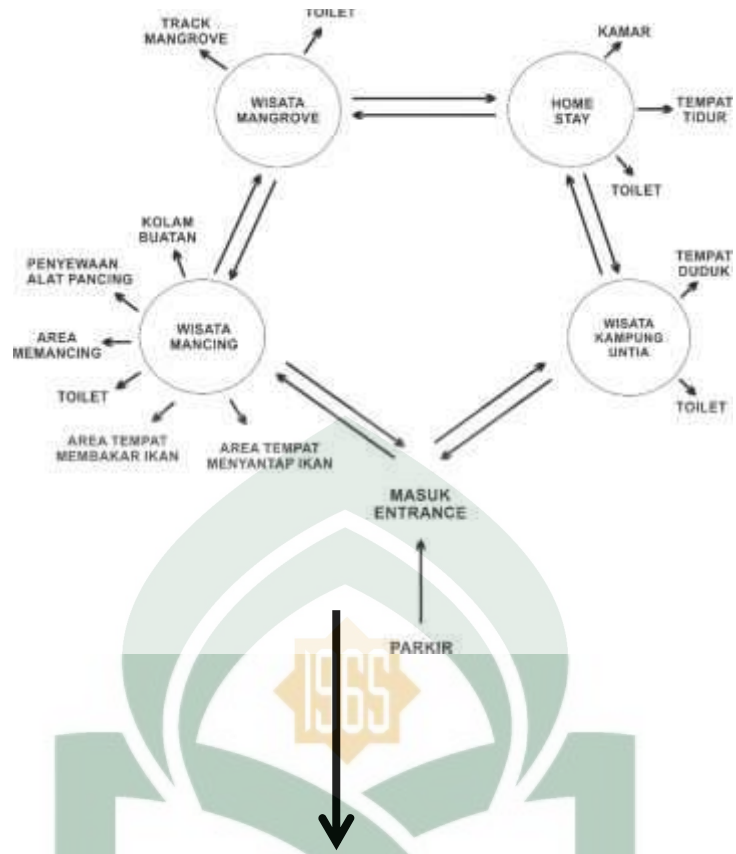 TOILET
TRACK
MANGROVE
KAMAR
WISATA
MANGROVE
HOME
STAY
TEMPAT
TIDUR
TOILET
KOLAM
BUATAN
PENYEWAAN
ALAT PANCING
TEMPAT
DUDUK
WISATA
MANCING
WISATA
KAMPUNG
UNTIA
AREA
MEMANCING
TOILET
TOILET
AREA TEMPAT
MEMBAKAR IKAN
AREA TEMPAT
MENYANTAP IKAN
MASUK
ENTRANCE
PARKIR
1965